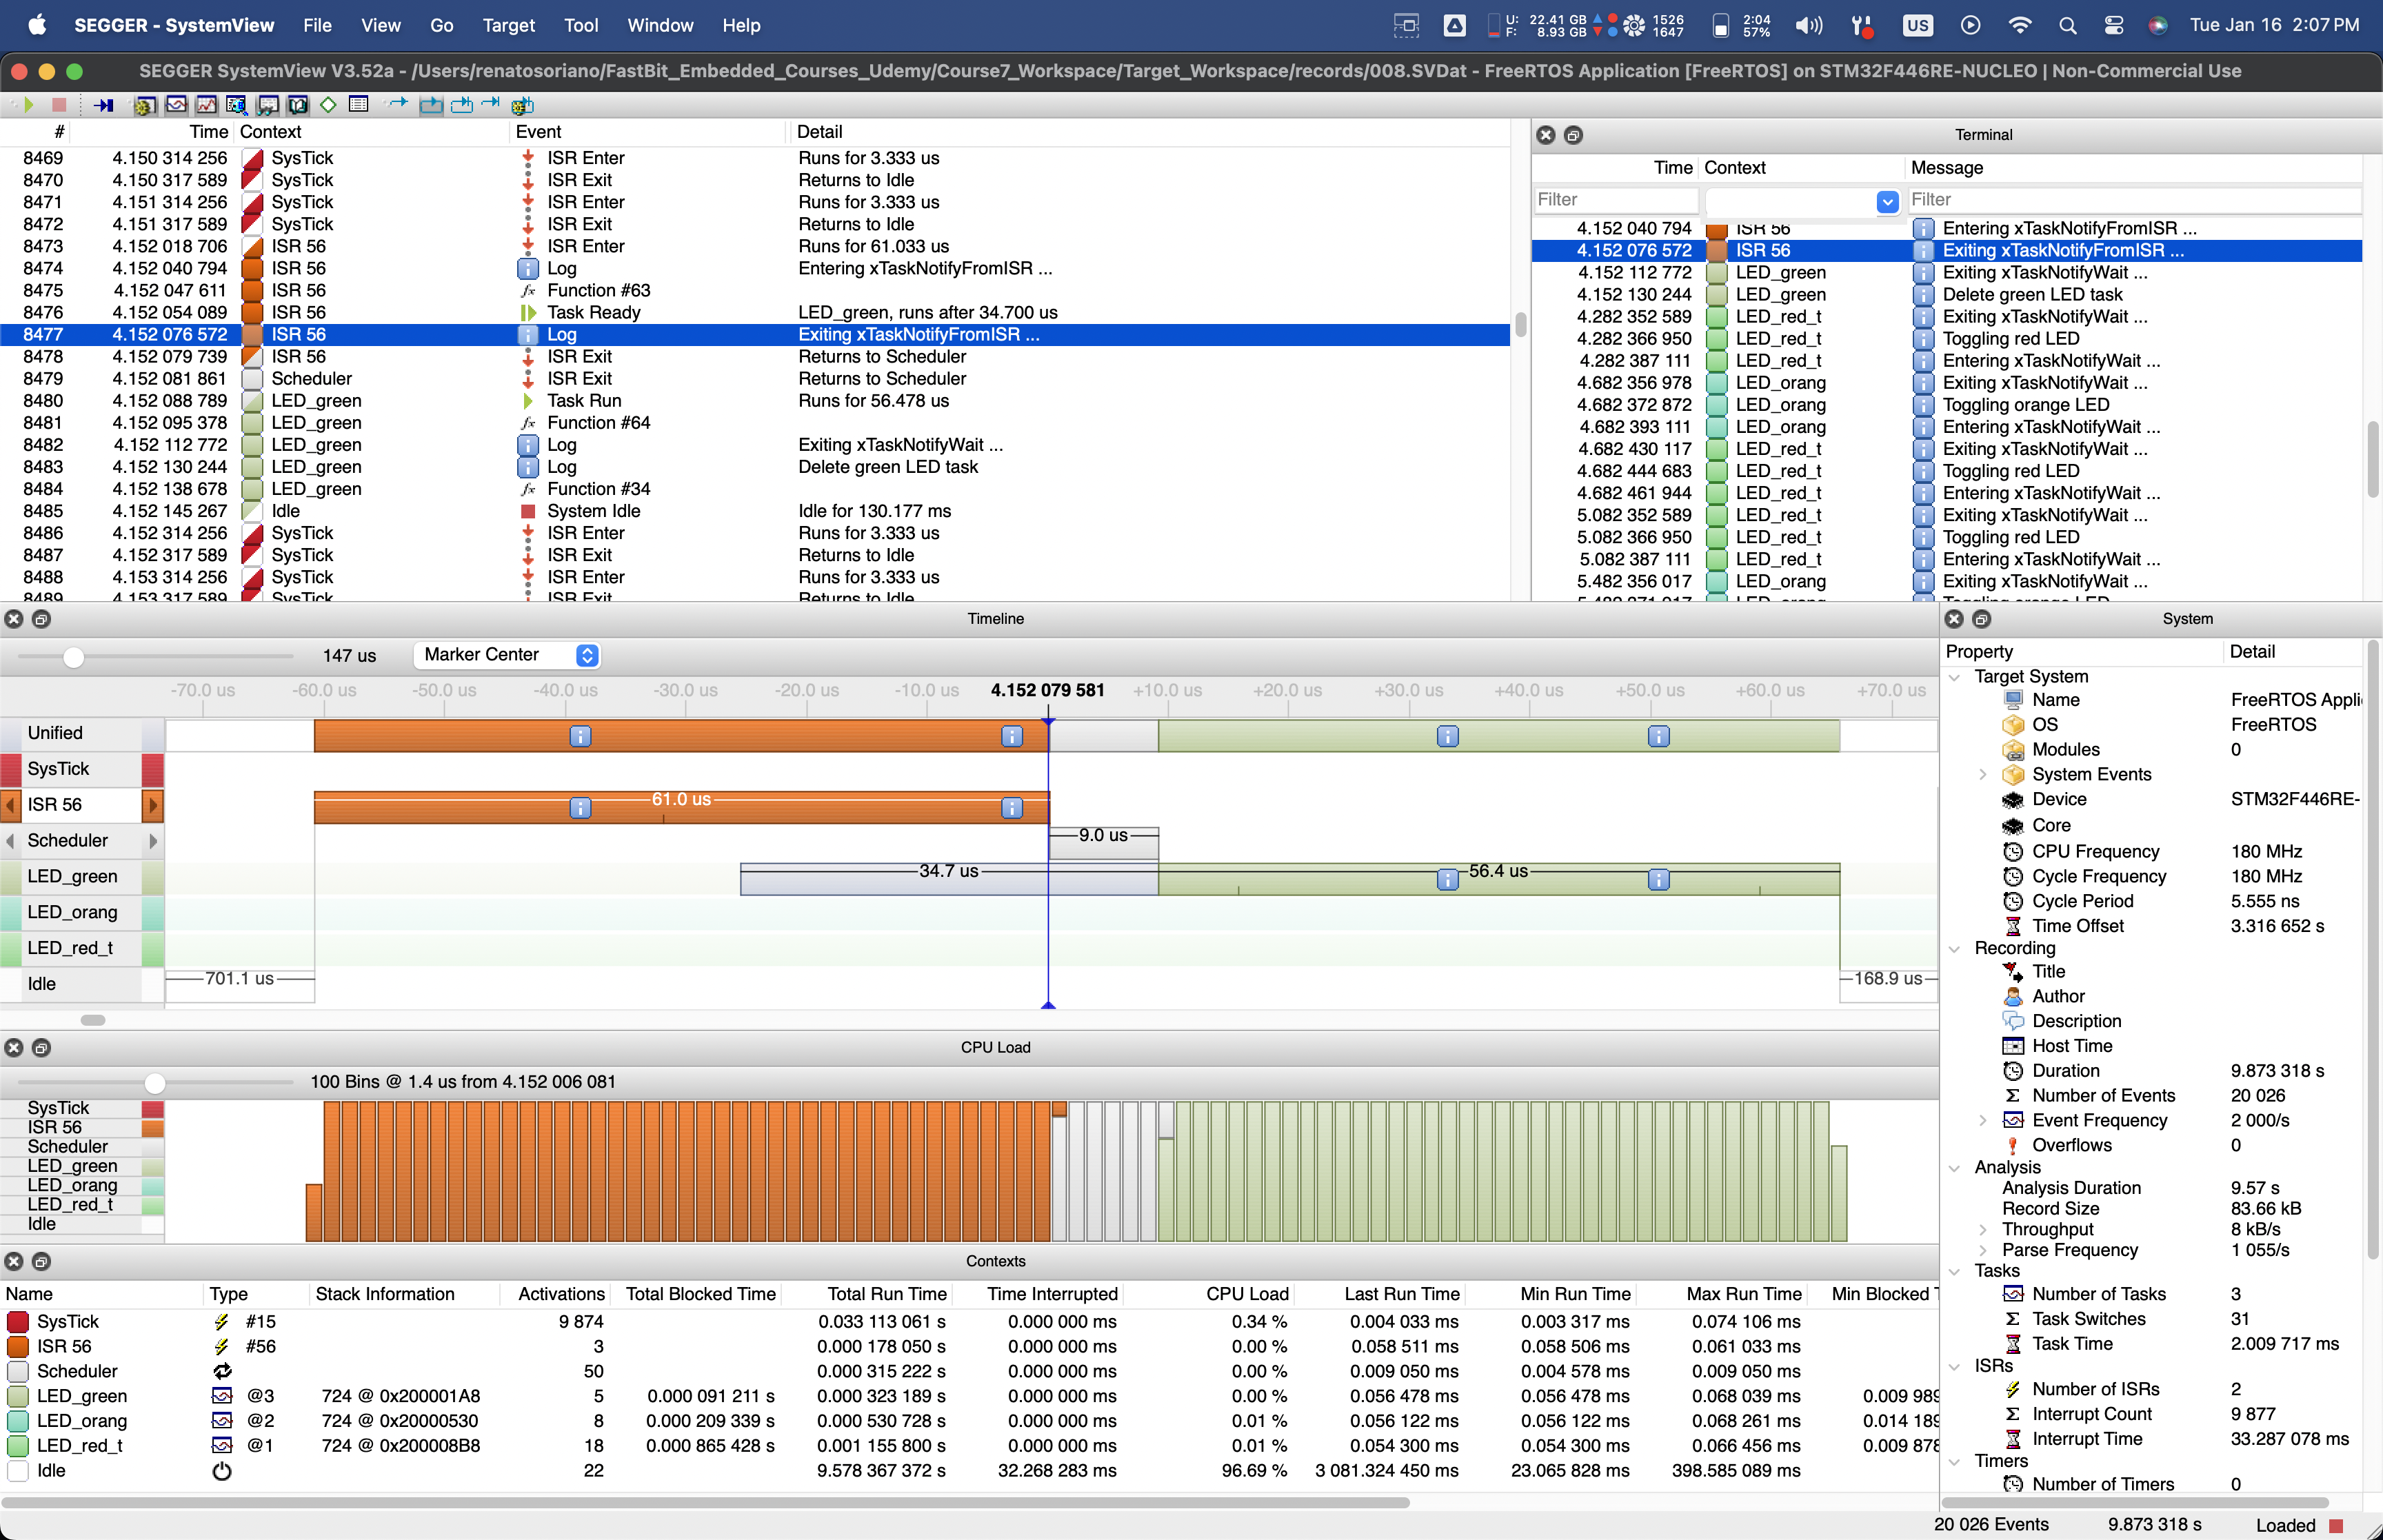 SEGGER - SystemView File View Go Target Tool Window Help U: 22.41 GB F: 8.93 GB 1526 1647 2:04 57% US Tue Jan 16 2:07 PM
SEGGER SystemView V3.52a - /Users/renatosoriano/FastBit_Embedded_Courses_Udemy/Course7_Workspace/Target_Workspace/records/008.SVDat - FreeRTOS Application [FreeRTOS] on STM32F446RE-NUCLEO | Non-Commercial Use
# Time Context Event Detail
8469 4.150 314 256 SysTick ISR Enter Runs for 3.333 us
8470 4.150 317 589 SysTick ISR Exit Returns to Idle
8471 4.151 314 256 SysTick ISR Enter Runs for 3.333 us
8472 4.151 317 589 SysTick ISR Exit Returns to Idle
8473 4.152 018 706 ISR 56 ISR Enter Runs for 61.033 us
8474 4.152 040 794 ISR 56 Log Entering xTaskNotifyFromISR ...
8475 4.152 047 611 ISR 56 Function #63
8476 4.152 054 089 ISR 56 Task Ready LED_green, runs after 34.700 us
8477 4.152 076 572 ISR 56 Log Exiting xTaskNotifyFromISR ...
8478 4.152 079 739 ISR 56 ISR Exit Returns to Scheduler
8479 4.152 081 861 Scheduler ISR Exit Returns to Scheduler
8480 4.152 088 789 LED_green Task Run Runs for 56.478 us
8481 4.152 095 378 LED_green Function #64
8482 4.152 112 772 LED_green Log Exiting xTaskNotifyWait ...
8483 4.152 130 244 LED_green Log Delete green LED task
8484 4.152 138 678 LED_green Function #34
8485 4.152 145 267 Idle System Idle Idle for 130.177 ms
8486 4.152 314 256 SysTick ISR Enter Runs for 3.333 us
8487 4.152 317 589 SysTick ISR Exit Returns to Idle
8488 4.153 314 256 SysTick ISR Enter Runs for 3.333 us
8489 4.153 317 589 SysTick ISR Exit Returns to Idle
Terminal
Time Context Message
Filter Filter
4.152 040 794 ISR 56 Entering xTaskNotifyFromISR ...
4.152 076 572 ISR 56 Exiting xTaskNotifyFromISR ...
4.152 112 772 LED_green Exiting xTaskNotifyWait ...
4.152 130 244 LED_green Delete green LED task
4.282 352 589 LED_red_t Exiting xTaskNotifyWait ...
4.282 366 950 LED_red_t Toggling red LED
4.282 387 111 LED_red_t Entering xTaskNotifyWait ...
4.682 356 978 LED_orang Exiting xTaskNotifyWait ...
4.682 372 872 LED_orang Toggling orange LED
4.682 393 111 LED_orang Entering xTaskNotifyWait ...
4.682 430 117 LED_red_t Exiting xTaskNotifyWait ...
4.682 444 683 LED_red_t Toggling red LED
4.682 461 944 LED_red_t Entering xTaskNotifyWait ...
5.082 352 589 LED_red_t Exiting xTaskNotifyWait ...
5.082 366 950 LED_red_t Toggling red LED
5.082 387 111 LED_red_t Entering xTaskNotifyWait ...
5.482 356 017 LED_orang Exiting xTaskNotifyWait ...
Timeline
147 us Marker Center
-70.0 us -60.0 us -50.0 us -40.0 us -30.0 us -20.0 us -10.0 us 4.152 079 581 +10.0 us +20.0 us +30.0 us +40.0 us +50.0 us +60.0 us +70.0 us
Unified
SysTick
ISR 56 61.0 us
Scheduler 9.0 us
LED_green 34.7 us 56.4 us
LED_orang
LED_red_t
Idle 701.1 us 168.9 us
CPU Load
100 Bins @ 1.4 us from 4.152 006 081
SysTick
ISR 56
Scheduler
LED_green
LED_orang
LED_red_t
Idle
Contexts
Name Type Stack Information Activations Total Blocked Time Total Run Time Time Interrupted CPU Load Last Run Time Min Run Time Max Run Time Min Blocked T
SysTick #15 9 874 0.033 113 061 s 0.000 000 ms 0.34 % 0.004 033 ms 0.003 317 ms 0.074 106 ms
ISR 56 #56 3 0.000 178 050 s 0.000 000 ms 0.00 % 0.058 511 ms 0.058 506 ms 0.061 033 ms
Scheduler 50 0.000 315 222 s 0.000 000 ms 0.00 % 0.009 050 ms 0.004 578 ms 0.009 050 ms
LED_green @3 724 @ 0x200001A8 5 0.000 091 211 s 0.000 323 189 s 0.000 000 ms 0.00 % 0.056 478 ms 0.056 478 ms 0.068 039 ms 0.009 989
LED_orang @2 724 @ 0x20000530 8 0.000 209 339 s 0.000 530 728 s 0.000 000 ms 0.01 % 0.056 122 ms 0.056 122 ms 0.068 261 ms 0.014 189
LED_red_t @1 724 @ 0x200008B8 18 0.000 865 428 s 0.001 155 800 s 0.000 000 ms 0.01 % 0.054 300 ms 0.054 300 ms 0.066 456 ms 0.009 878
Idle 22 9.578 367 372 s 32.268 283 ms 96.69 % 3 081.324 450 ms 23.065 828 ms 398.585 089 ms
System
Property Detail
Target System
Name FreeRTOS Appli
OS FreeRTOS
Modules 0
System Events
Device STM32F446RE-
Core
CPU Frequency 180 MHz
Cycle Frequency 180 MHz
Cycle Period 5.555 ns
Time Offset 3.316 652 s
Recording
Title
Author
Description
Host Time
Duration 9.873 318 s
Number of Events 20 026
Event Frequency 2 000/s
Overflows 0
Analysis
Analysis Duration 9.57 s
Record Size 83.66 kB
Throughput 8 kB/s
Parse Frequency 1 055/s
Tasks
Number of Tasks 3
Task Switches 31
Task Time 2.009 717 ms
ISRs
Number of ISRs 2
Interrupt Count 9 877
Interrupt Time 33.287 078 ms
Timers
Number of Timers 0
20 026 Events 9.873 318 s Loaded